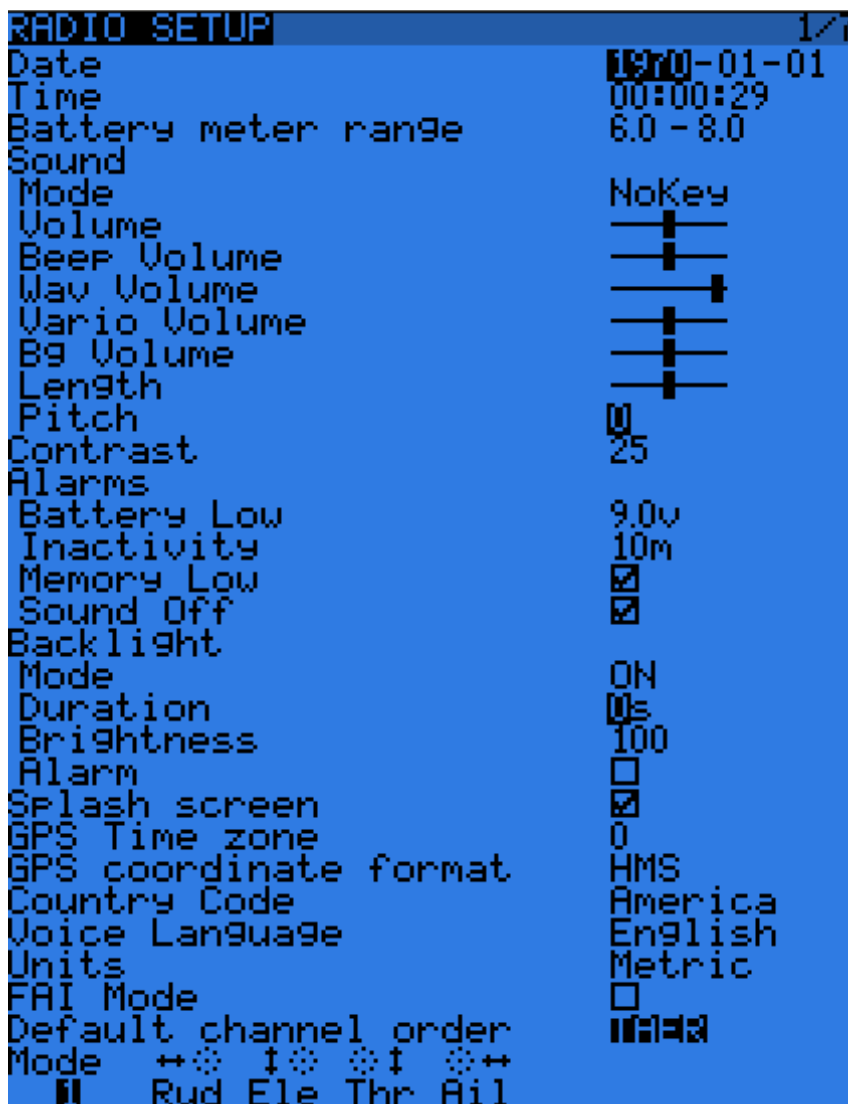 RADIO SETUP 1/7
Date 1970-01-01
Time 00:00:29
Battery meter range 6.0 - 8.0
Sound
Mode NoKey
Volume
Beep Volume
Wav Volume
Vario Volume
Bg Volume
Length
Pitch 0
Contrast 25
Alarms
Battery Low 9.0v
Inactivity 10m
Memory Low
Sound Off
Backlight
Mode ON
Duration 0s
Brightness 100
Alarm
Splash screen
GPS Time zone 0
GPS coordinate format HMS
Country Code America
Voice Language English
Units Metric
FAI Mode
Default channel order
Mode
1 Rud Ele Thr Ail